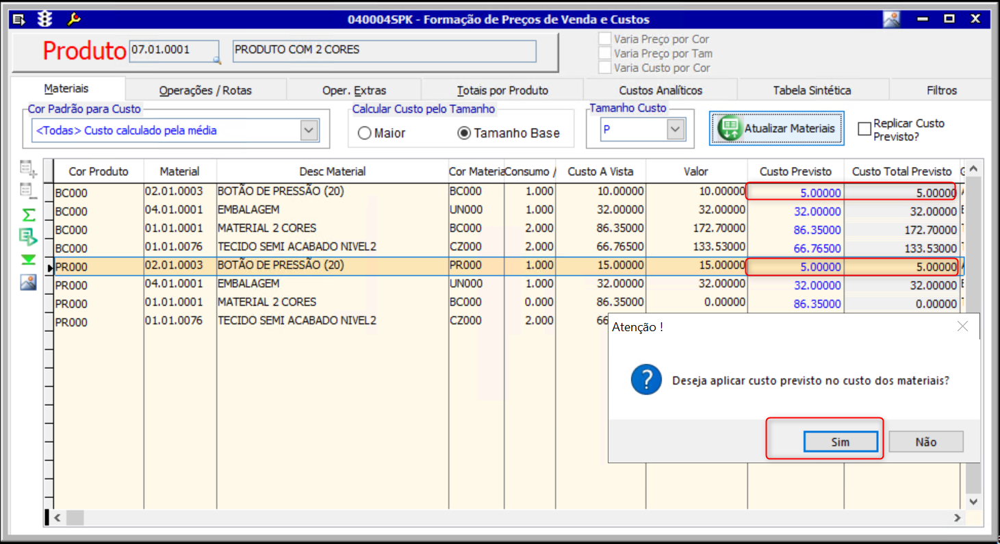 040004SPK - Formação de Preços de Venda e Custos
Produto 07.01.0001 PRODUTO COM 2 CORES
Varia Preço por Cor
Varia Preço por Tam
Varia Custo por Cor
Materiais Operações / Rotas Oper. Extras Totais por Produto Custos Analíticos Tabela Sintética Filtros
Cor Padrão para Custo Calcular Custo pelo Tamanho Tamanho Custo
<Todas> Custo calculado pela média Maior Tamanho Base P Atualizar Materiais Replicar Custo
Previsto?
Cor Produto Material Desc Material Cor Materia Consumo / Custo A Vista Valor Custo Previsto Custo Total Previsto
BC000 02.01.0003 BOTÃO DE PRESSÃO (20) BC000 1.000 10.00000 10.00000 5.00000 5.00000
BC000 04.01.0001 EMBALAGEM UN000 1.000 32.00000 32.00000 32.00000 32.00000
BC000 01.01.0001 MATERIAL 2 CORES BC000 2.000 86.35000 172.70000 86.35000 172.70000
BC000 01.01.0076 TECIDO SEMI ACABADO NIVEL2 CZ000 2.000 66.76500 133.53000 66.76500 133.53000
PR000 02.01.0003 BOTÃO DE PRESSÃO (20) PR000 1.000 15.00000 15.00000 5.00000 5.00000
PR000 04.01.0001 EMBALAGEM UN000 1.000 32.00000 32.00000 32.00000 32.00000
PR000 01.01.0001 MATERIAL 2 CORES BC000 0.000 86.35000 0.00000 86.35000 0.00000
PR000 01.01.0076 TECIDO SEMI ACABADO NIVEL2 CZ000 2.000 66
Atenção !
Deseja aplicar custo previsto no custo dos materiais?
Sim Não